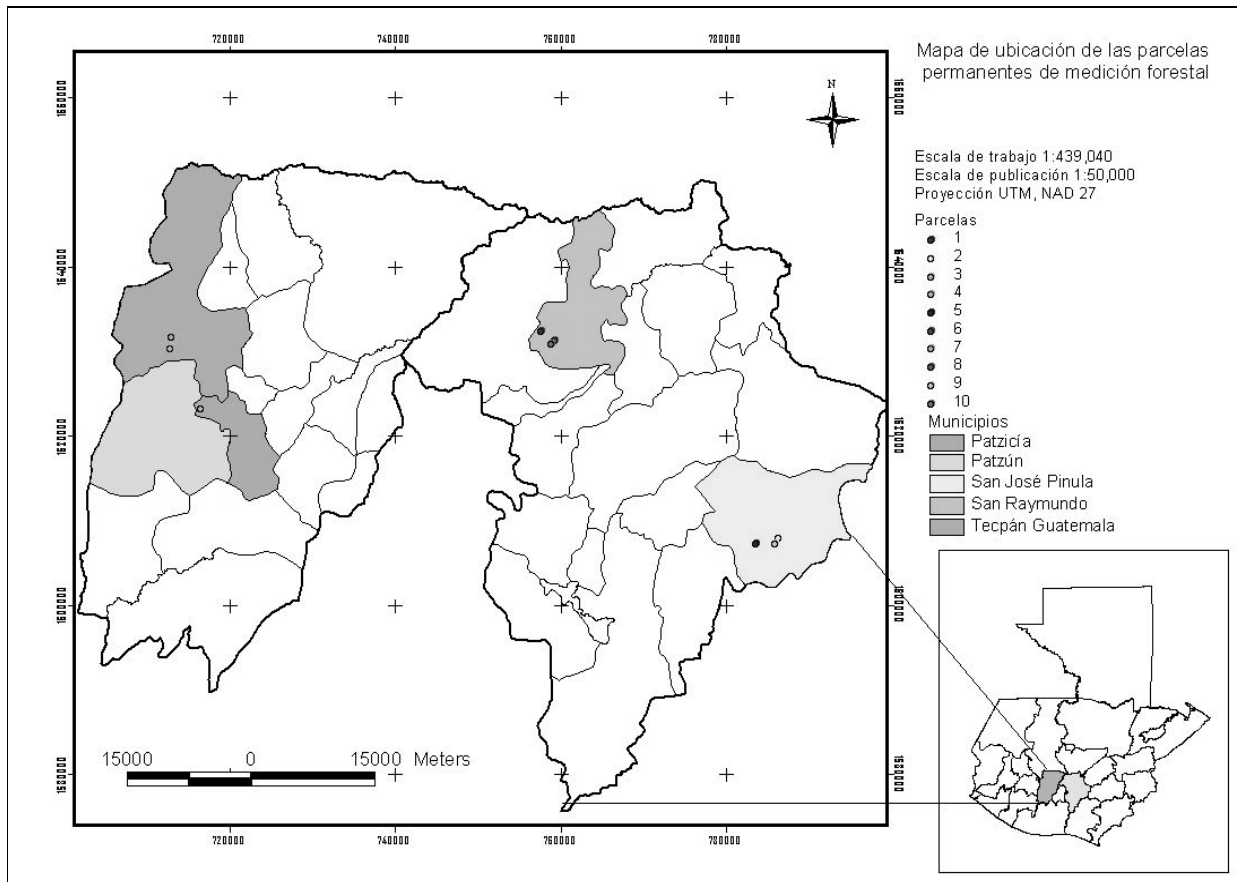 720000 740000 760000 780000
Mapa de ubicación de las parcelas
permanentes de medición forestal
N
Escala de trabajo 1:439,040
Escala de publicación 1:50,000
Proyección UTM, NAD 27
Parcelas
1
2
3
4
5
6
7
8
9
10
Municipios
Patzicía
Patzún
San José Pinula
San Raymundo
Tecpán Guatemala
1660000
1640000
1620000
1600000
1580000
1660000
1640000
1620000
1600000
1580000
15000 0 15000 Meters
720000 740000 760000 780000